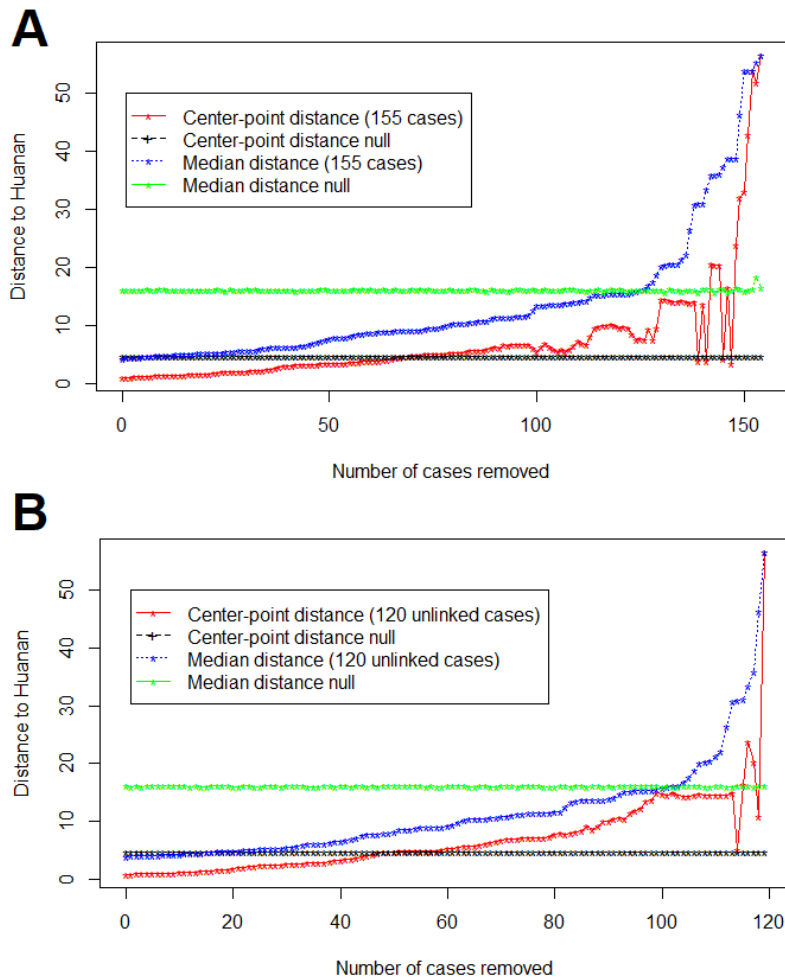 A
Distance to Huanan
50
40
30
20
10
0
Center-point distance (155 cases)
Center-point distance null
Median distance (155 cases)
Median distance null
0 50 100 150
Number of cases removed
B
Distance to Huanan
50
40
30
20
10
0
Center-point distance (120 unlinked cases)
Center-point distance null
Median distance (120 unlinked cases)
Median distance null
0 20 40 60 80 100 120
Number of cases removed